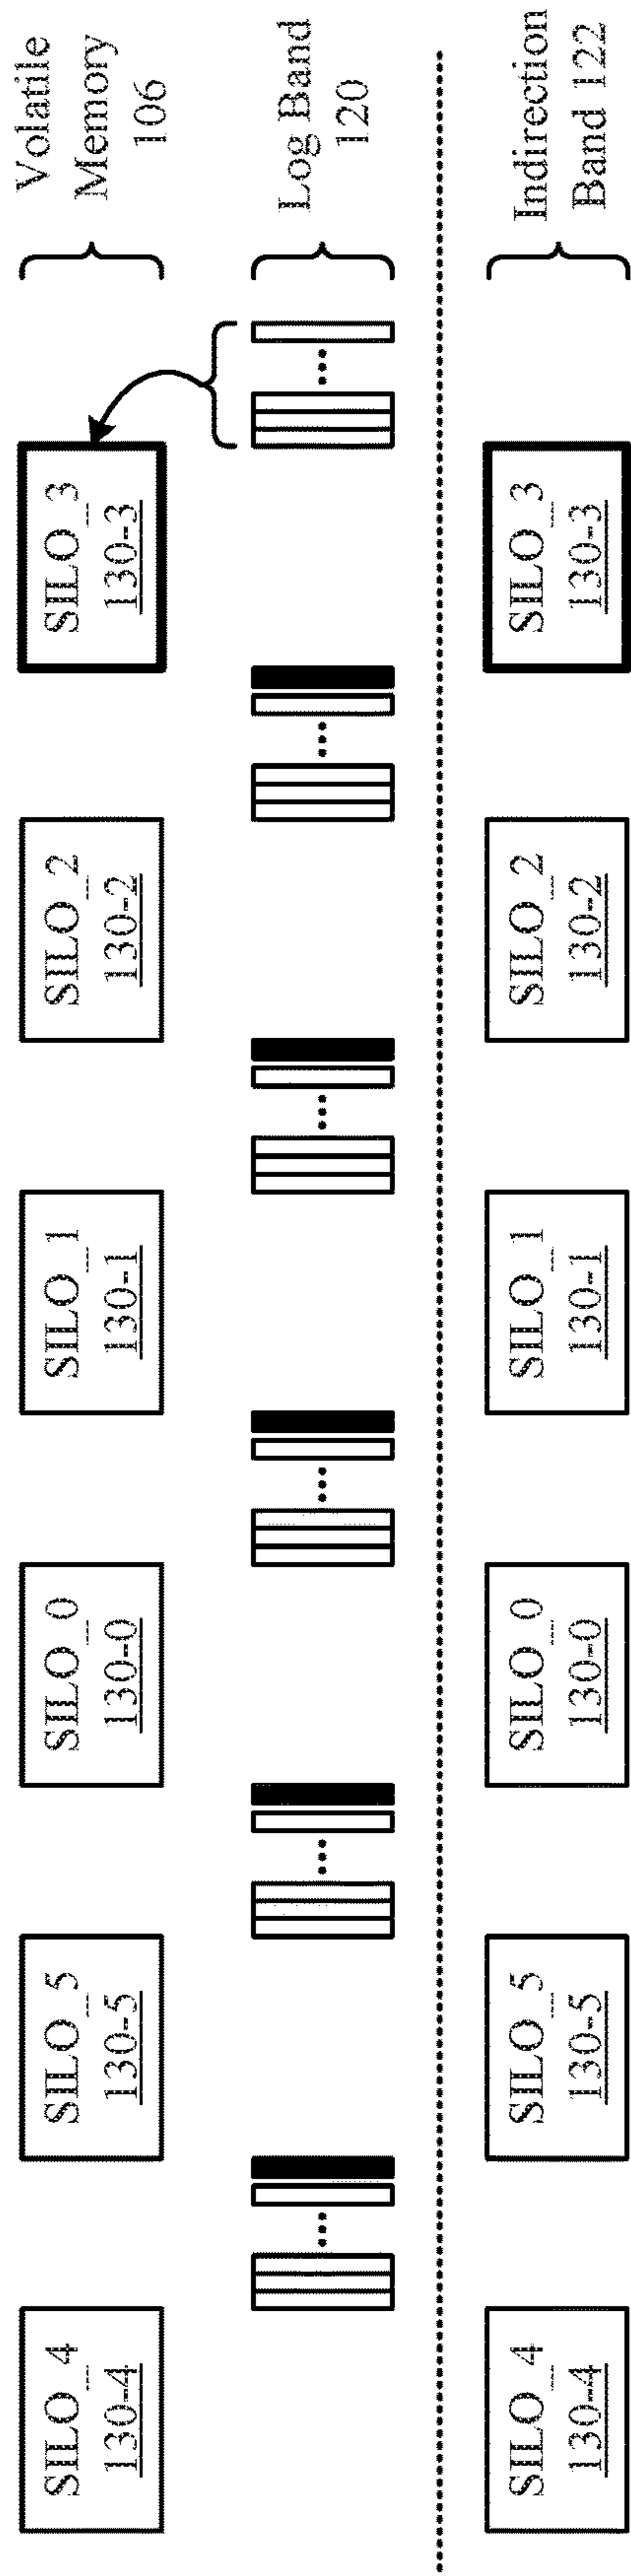 SILO_4
130-4
SILO_5
130-5
SILO_0
130-0
SILO_1
130-1
SILO_2
130-2
SILO_3
130-3
Volatile
Memory
106
Log Band
120
SILO_4
130-4
SILO_5
130-5
SILO_0
130-0
SILO_1
130-1
SILO_2
130-2
SILO_3
130-3
Indirection
Band 122